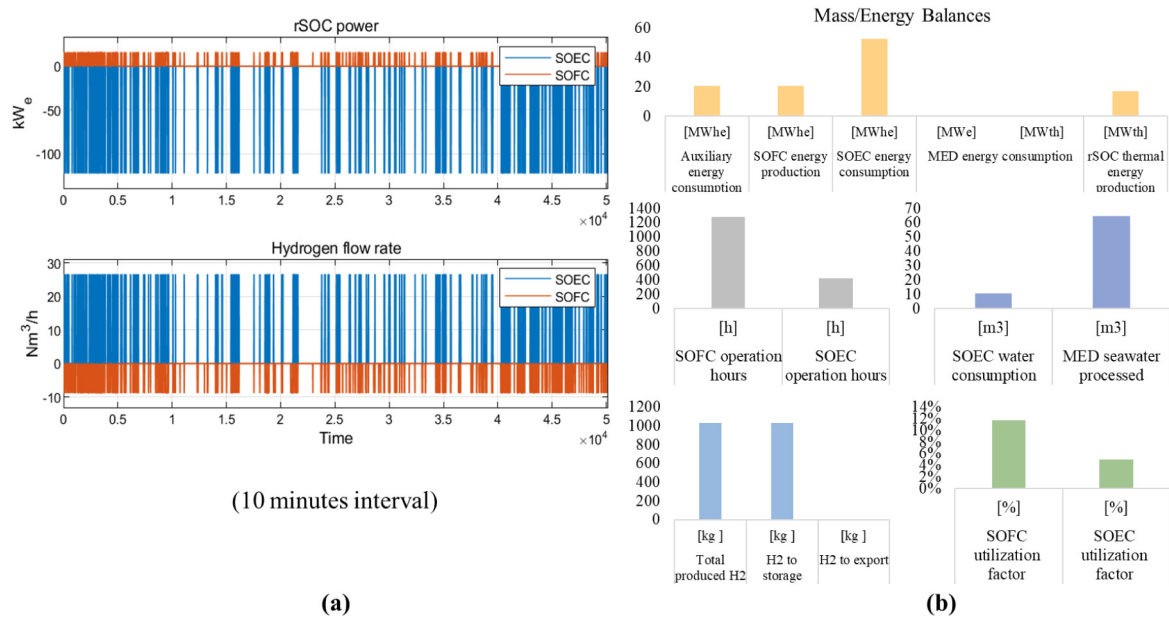 (a)
rSOC power
0
-50
-100
kWe
SOEC
SOFC
0 0.5 1 1.5 2 2.5 3 3.5 4 4.5 5
×10⁴
Hydrogen flow rate
30
20
10
0
-10
Nm³/h
SOEC
SOFC
0 0.5 1 1.5 2 2.5 3 3.5 4 4.5 5
Time
×10⁴
(10 minutes interval)
(a)
(b)
Mass/Energy Balances
60
40
20
0
[MWhe] [MWhe] [MWhe] [MWe] [MWth] [MWth]
Auxiliary energy consumption
SOFC energy production
SOEC energy consumption
MED energy consumption
rSOC thermal energy production
1400
1200
1000
800
600
400
200
0
[h] [h]
SOFC operation hours
SOEC operation hours
70
60
50
40
30
20
10
0
[m3] [m3]
SOEC water consumption
MED seawater processed
1200
1000
800
600
400
200
0
[kg ] [kg ] [kg ]
Total produced H2
H2 to storage
H2 to export
14%
12%
10%
8%
6%
4%
2%
0%
[%] [%]
SOFC utilization factor
SOEC utilization factor
(b)